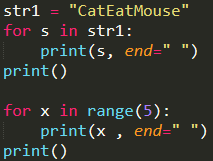 str1 = "CatEatMouse"
for s in str1:
    print(s, end=" ")
print()

for x in range(5):
    print(x , end=" ")
print()